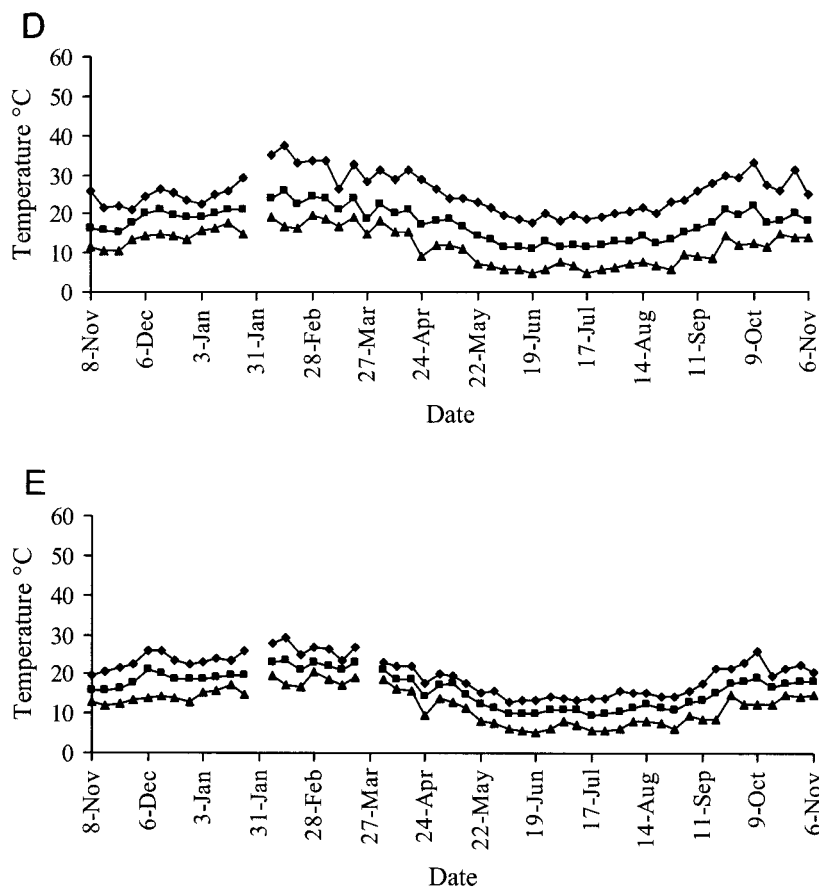 D
Temperature °C
60
50
40
30
20
10
0
8-Nov
6-Dec
3-Jan
31-Jan
28-Feb
27-Mar
24-Apr
22-May
19-Jun
17-Jul
14-Aug
11-Sep
9-Oct
6-Nov
Date
E
Temperature °C
60
50
40
30
20
10
0
8-Nov
6-Dec
3-Jan
31-Jan
28-Feb
27-Mar
24-Apr
22-May
19-Jun
17-Jul
14-Aug
11-Sep
9-Oct
6-Nov
Date